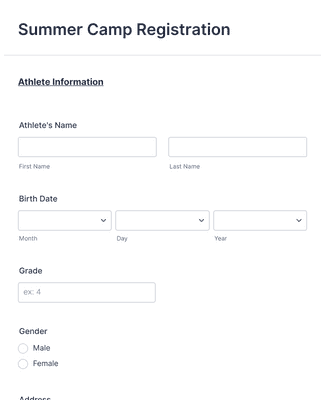 Summer Camp Registration
Athlete Information
Athlete's Name
First Name Last Name
Birth Date
Month Day Year
Grade
ex: 4
Gender
Male
Female
Address